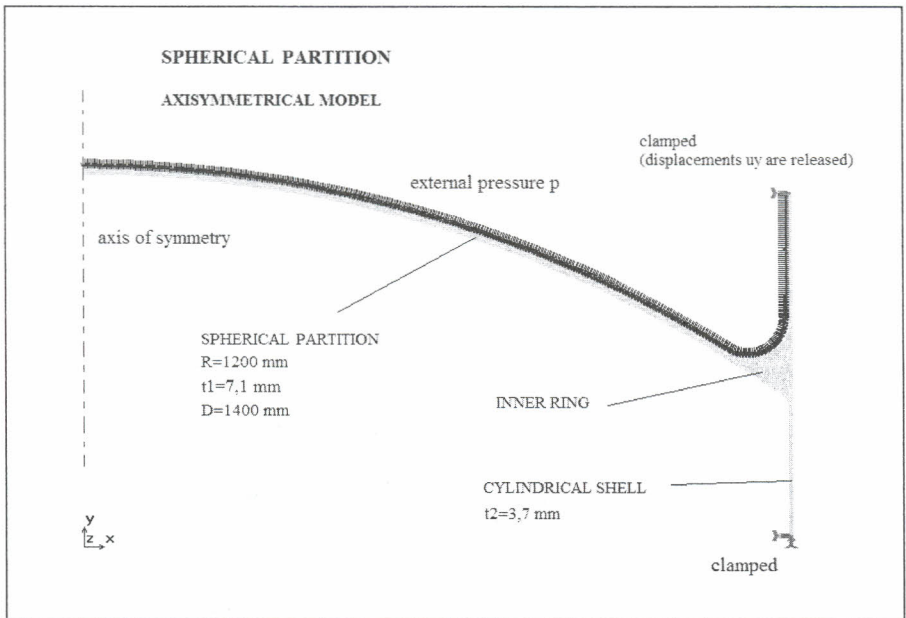 SPHERICAL PARTITION
AXISYMMETRICAL MODEL
clamped
(displacements uy are released)
external pressure p
axis of symmetry
SPHERICAL PARTITION
R=1200 mm
t1=7,1 mm
D=1400 mm
INNER RING
CYLINDRICAL SHELL
t2=3,7 mm
y
z x
clamped